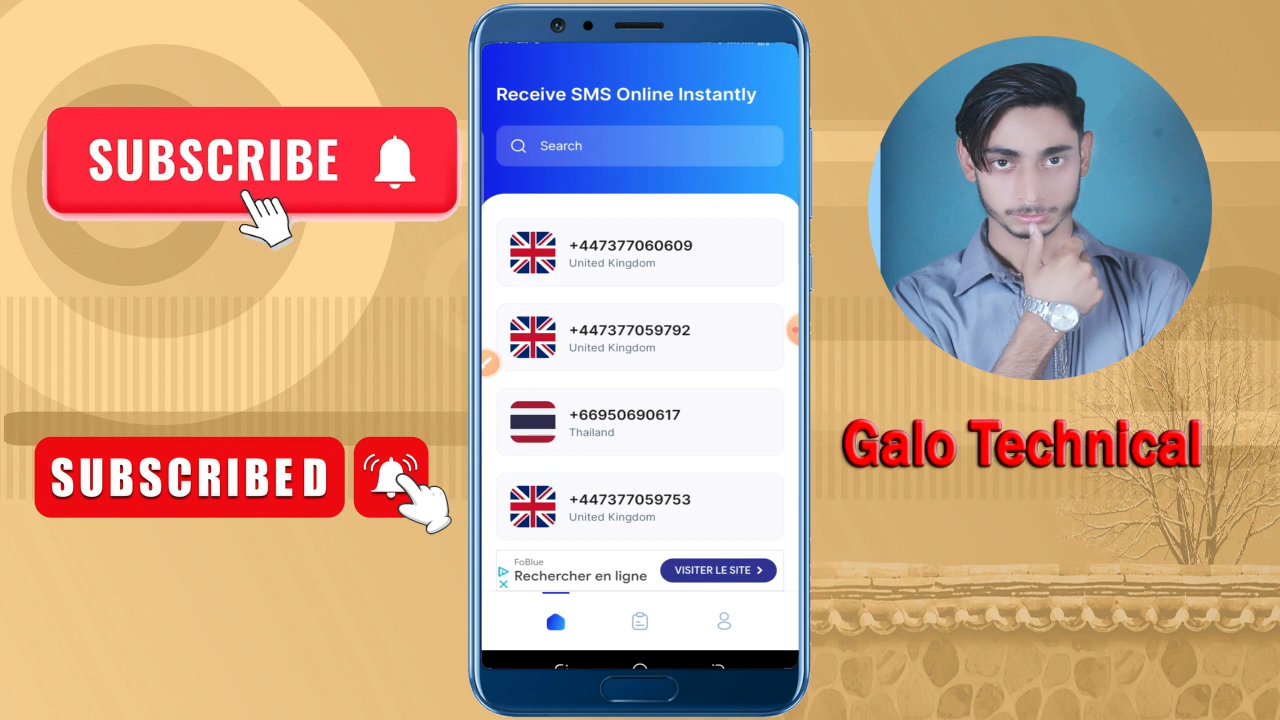 SUBSCRIBE
SUBSCRIBED
Receive SMS Online Instantly
Search
+447377060609
United Kingdom
+447377059792
United Kingdom
+66950690617
Thailand
+447377059753
United Kingdom
FoBlue
Rechercher en ligne
VISITER LE SITE
Galo Technical